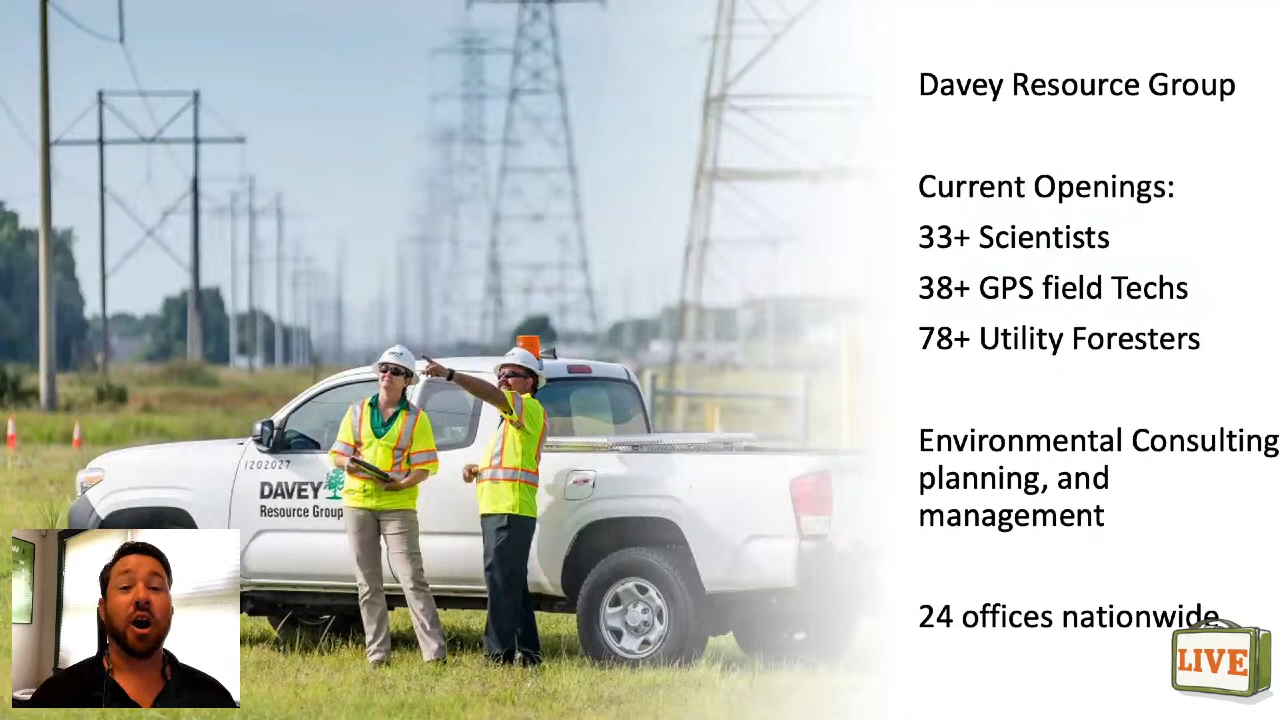 Davey Resource Group
Current Openings:
33+ Scientists
38+ GPS field Techs
78+ Utility Foresters
Environmental Consulting
planning, and
management
24 offices nationwide
1202027
DAVEY
Resource Group
LIVE